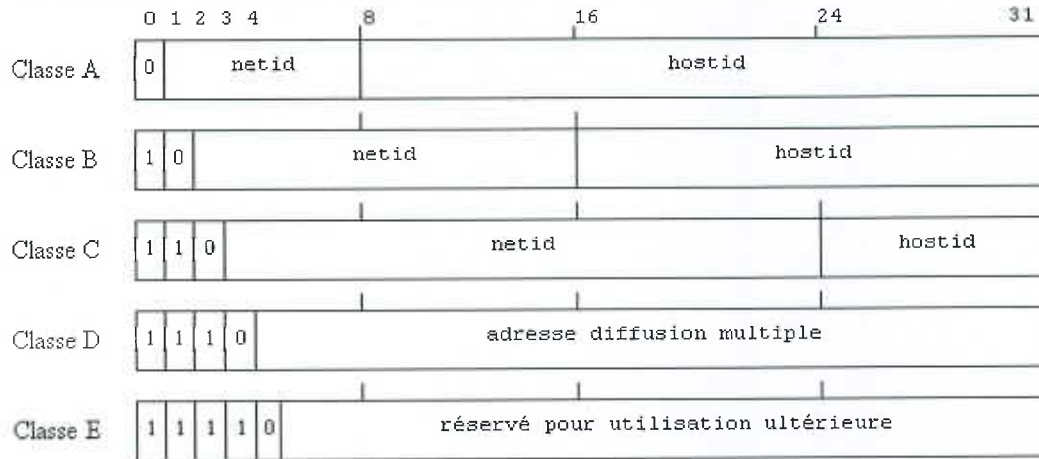 0 1 2 3 4 8 16 24 31
Classe A 0 netid hostid
Classe B 1 0 netid hostid
Classe C 1 1 0 netid hostid
Classe D 1 1 1 0 adresse diffusion multiple
Classe E 1 1 1 1 0 réservé pour utilisation ultérieure